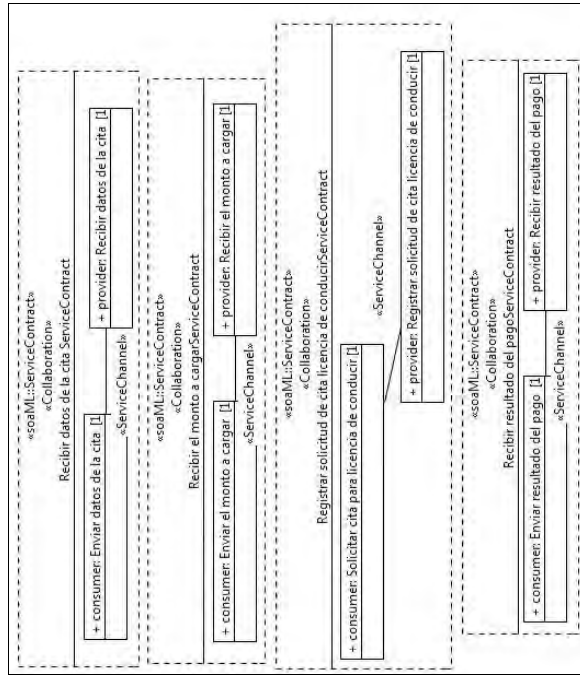 «soaML::ServiceContract»
«Collaboration»
Recibir datos de la cita ServiceContract
+ consumer: Enviar datos de la cita [1
«ServiceChannel»
+ provider: Recibir datos de la cita [1
«soaML::ServiceContract»
«Collaboration»
Recibir el monto a cargarServiceContract
+ consumer: Enviar el monto a cargar [1
«ServiceChannel»
+ provider: Recibir el monto a cargar [1
«soaML::ServiceContract»
«Collaboration»
Registrar solicitud de cita licencia de conducirServiceContract
+ consumer: Solicitar cita para licencia de conducir [1
«ServiceChannel»
+ provider: Registrar solicitud de cita licencia de conducir [1
«soaML::ServiceContract»
«Collaboration»
Recibir resultado del pagoServiceContract
+ consumer: Enviar resultado del pago [1
«ServiceChannel»
+ provider: Recibir resultado del pago [1